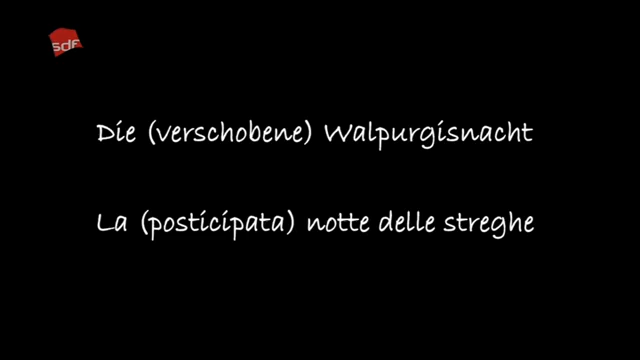 sdf
Die (verschobene) Walpurgisnacht
La (posticipata) notte delle streghe